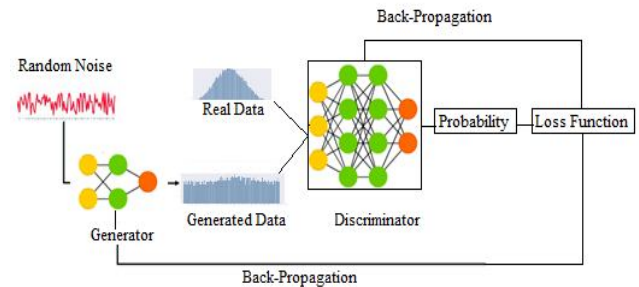 Back-Propagation
Random Noise
Real Data
Probability
Loss Function
Generated Data
Discriminator
Generator
Back-Propagation